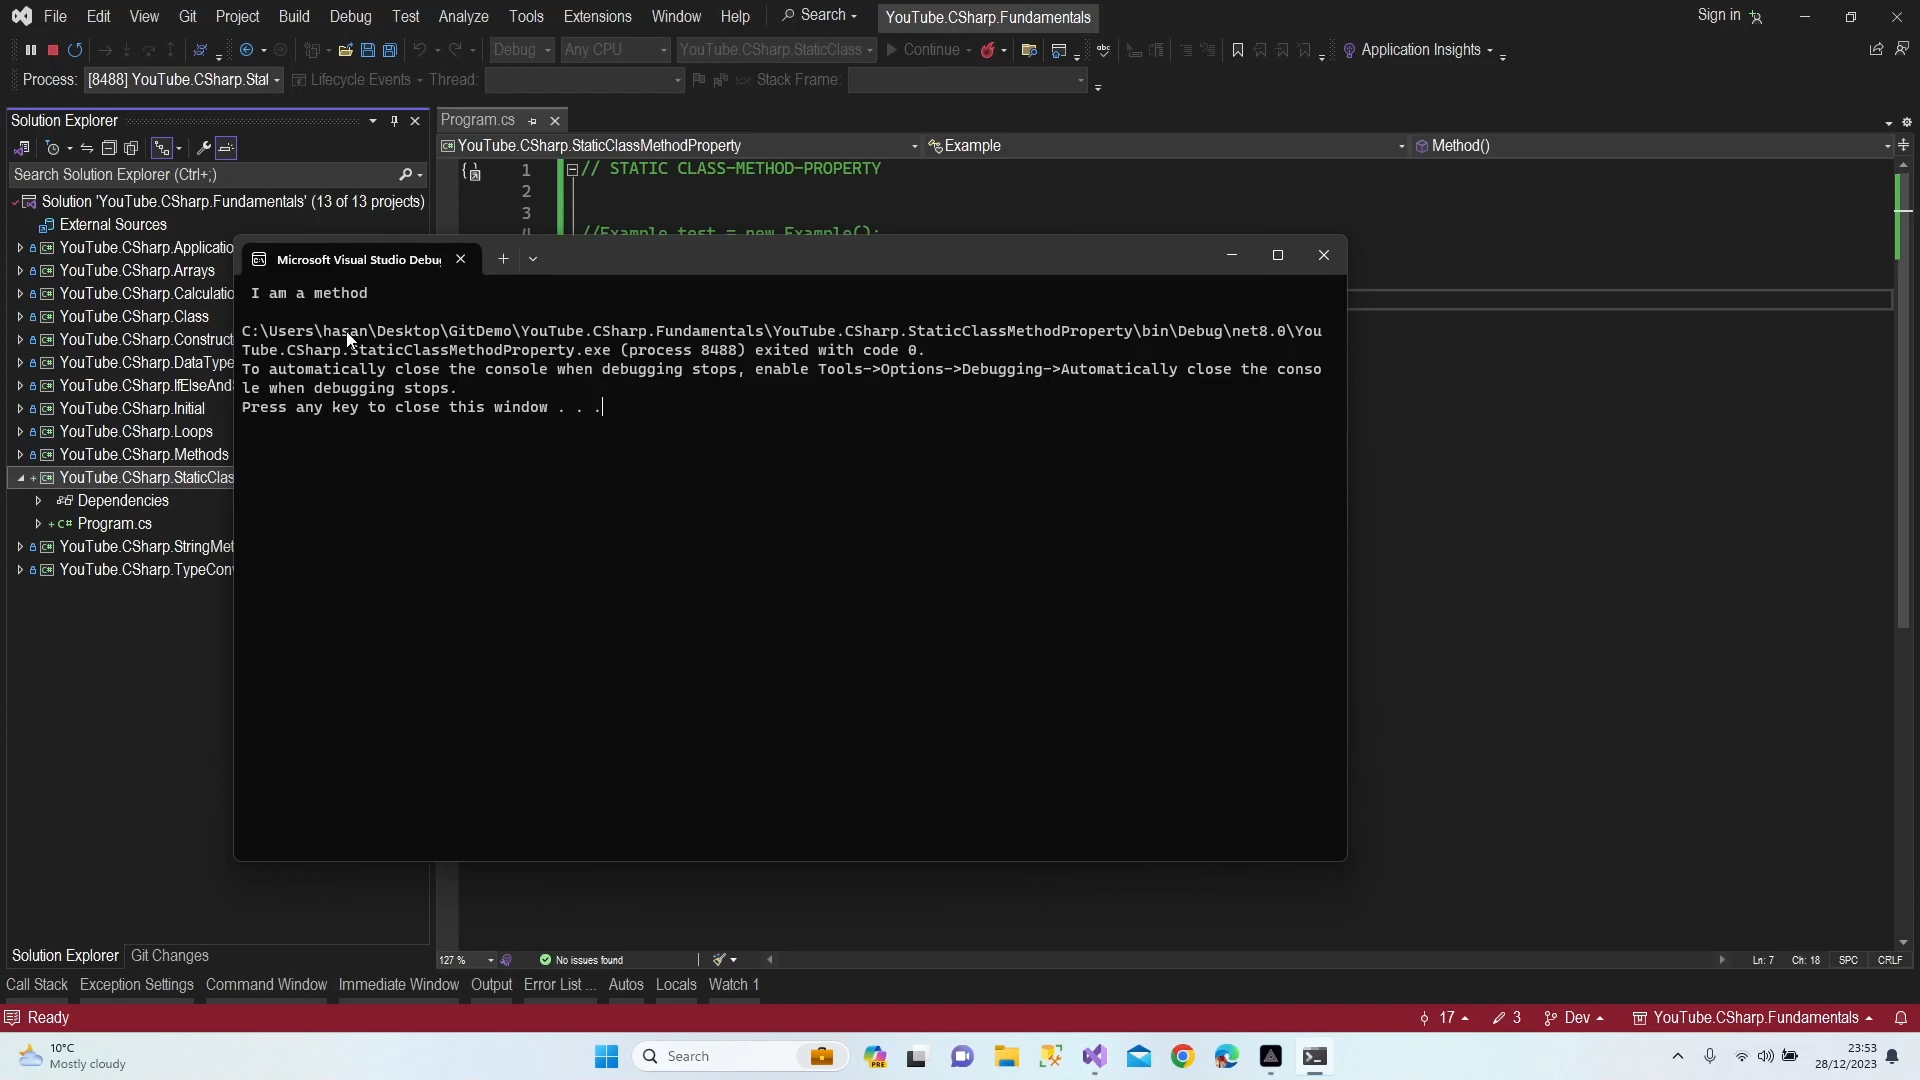 File Edit View Git Project Build Debug Test Analyze Tools Extensions Window Help Search YouTube.CSharp.Fundamentals Sign in
Debug Any CPU YouTube.CSharp.StaticClass Continue Application Insights
Process: [8488] YouTube.CSharp.Stat Lifecycle Events Thread: Stack Frame:
Solution Explorer
Program.cs
YouTube.CSharp.StaticClassMethodProperty Example Method()
Search Solution Explorer (Ctrl+;)
Solution 'YouTube.CSharp.Fundamentals' (13 of 13 projects)
External Sources
YouTube.CSharp.Applicatio
YouTube.CSharp.Arrays
YouTube.CSharp.Calculatio
YouTube.CSharp.Class
YouTube.CSharp.Construct
YouTube.CSharp.DataType
YouTube.CSharp.IfElseAnd
YouTube.CSharp.Initial
YouTube.CSharp.Loops
YouTube.CSharp.Methods
YouTube.CSharp.StaticClas
Dependencies
Program.cs
YouTube.CSharp.StringMet
YouTube.CSharp.TypeConv
1 // STATIC CLASS-METHOD-PROPERTY
2
3
4 //Example test = new Example();
Microsoft Visual Studio Debug
I am a method
C:\Users\hasan\Desktop\GitDemo\YouTube.CSharp.Fundamentals\YouTube.CSharp.StaticClassMethodProperty\bin\Debug\net8.0\You
Tube.CSharp.StaticClassMethodProperty.exe (process 8488) exited with code 0.
To automatically close the console when debugging stops, enable Tools->Options->Debugging->Automatically close the conso
le when debugging stops.
Press any key to close this window . . .
Solution Explorer Git Changes
127 % No issues found Ln: 7 Ch: 18 SPC CRLF
Call Stack Exception Settings Command Window Immediate Window Output Error List ... Autos Locals Watch 1
Ready 17 3 Dev YouTube.CSharp.Fundamentals
10°C
Mostly cloudy
Search
PRE
23:53
28/12/2023